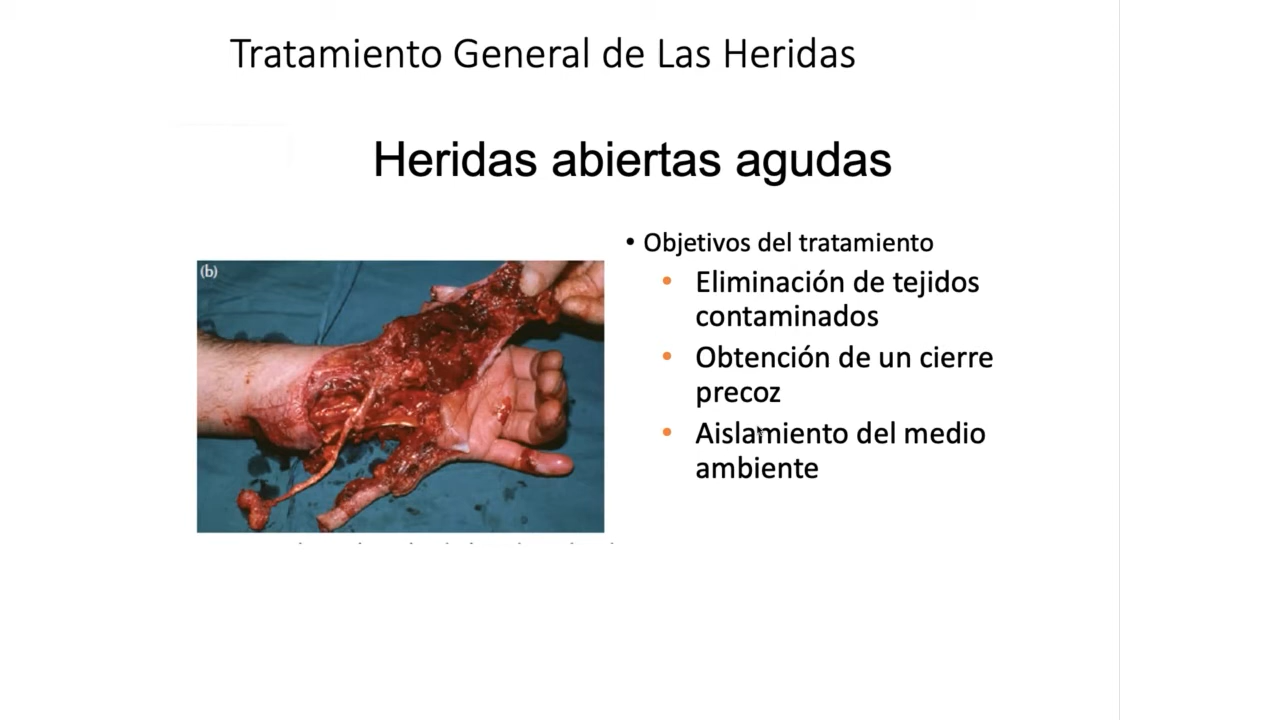 Tratamiento General de Las Heridas
Heridas abiertas agudas
(b)
• Objetivos del tratamiento
• Eliminación de tejidos
contaminados
• Obtención de un cierre
precoz
• Aislamiento del medio
ambiente